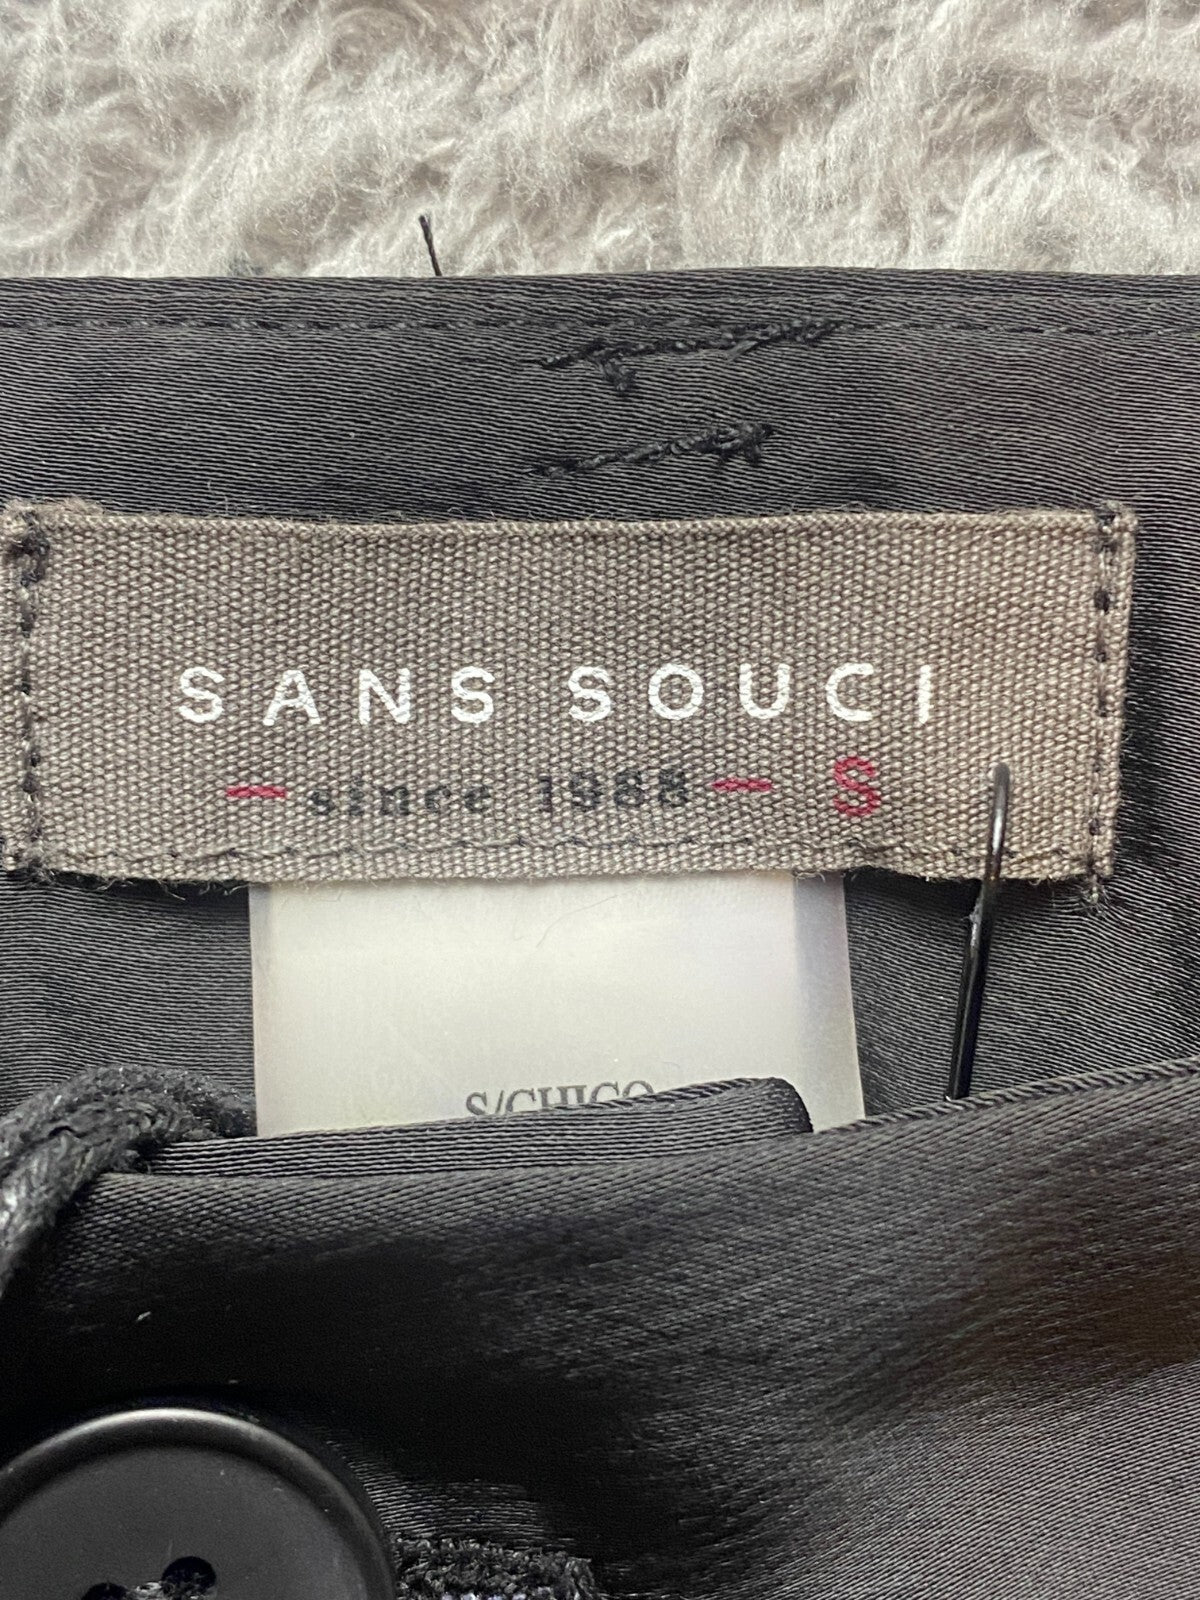 SANS SOUCI
— since 1988 — S
S/CHICO